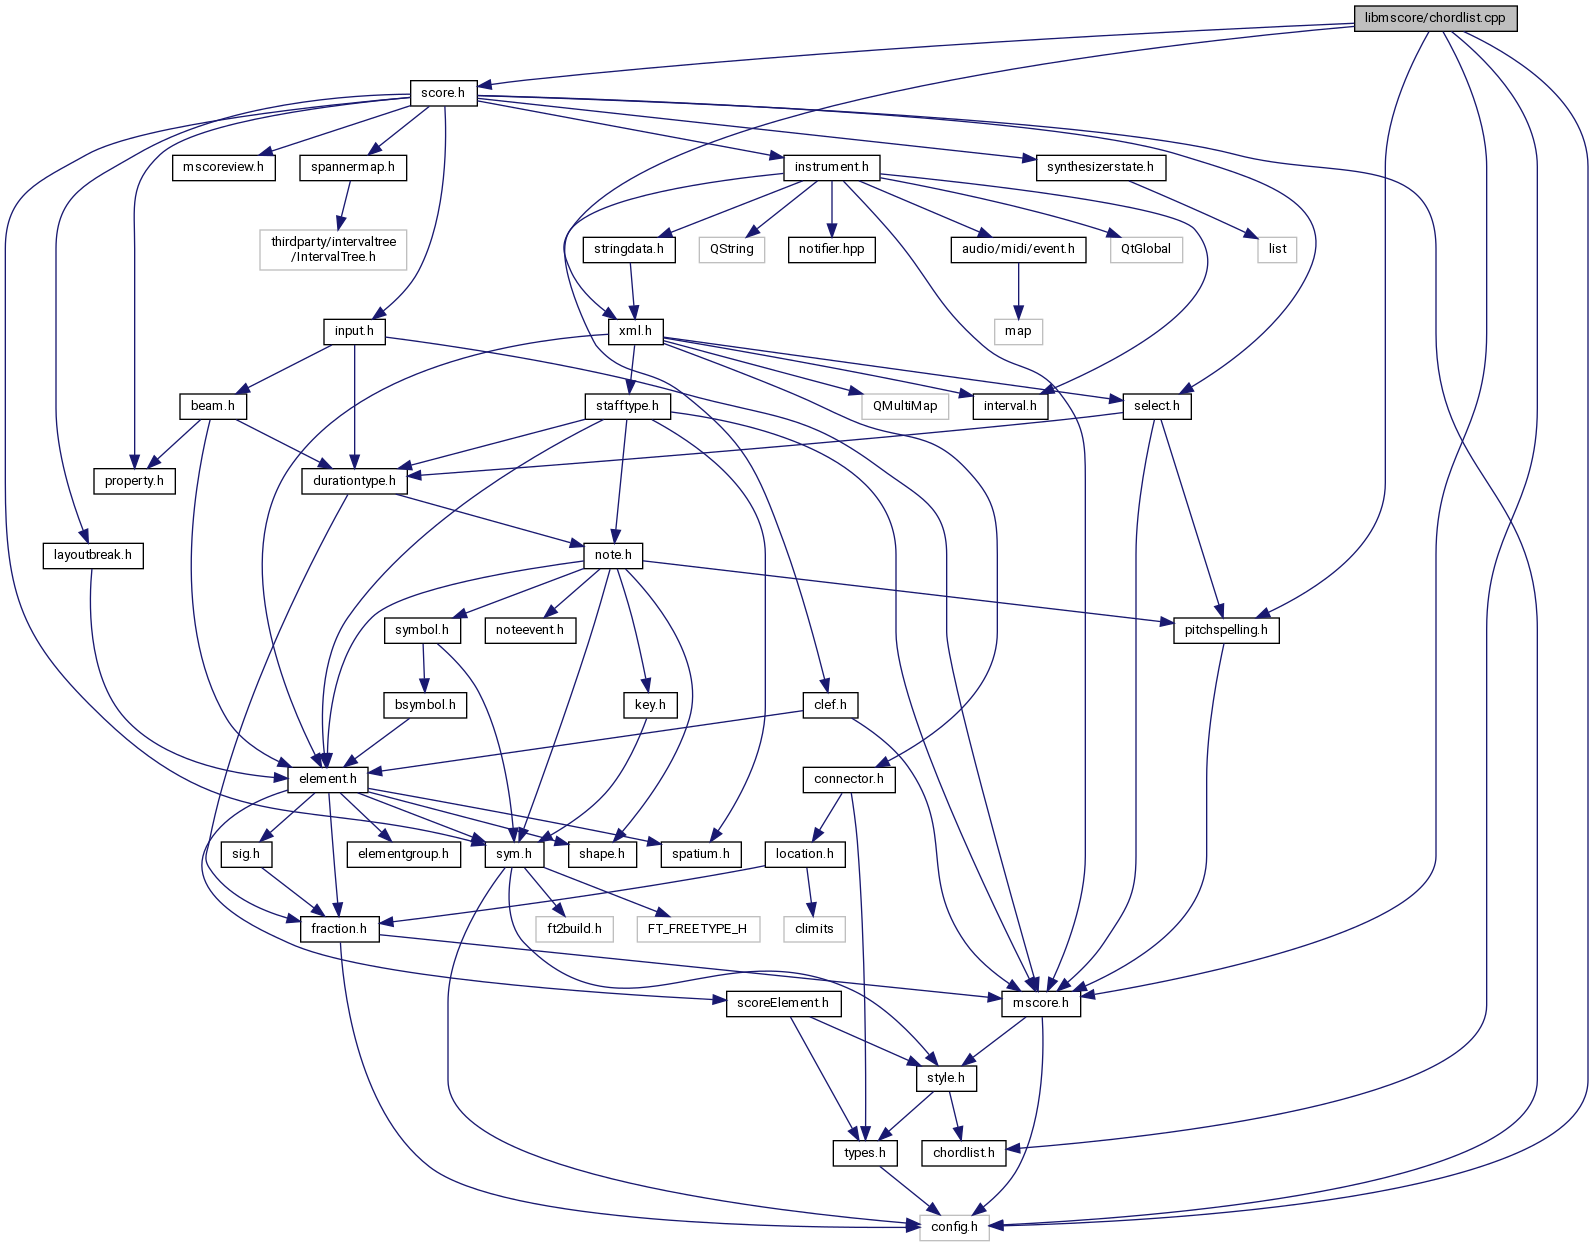 libmscore/chordlist.cpp
score.h
mscoreview.h
spannermap.h
instrument.h
synthesizerstate.h
thirdparty/intervaltree
/IntervalTree.h
stringdata.h
QString
notifier.hpp
audio/midi/event.h
QtGlobal
list
input.h
xml.h
map
beam.h
stafftype.h
QMultiMap
interval.h
select.h
property.h
durationtype.h
layoutbreak.h
note.h
symbol.h
noteevent.h
pitchspelling.h
bsymbol.h
key.h
clef.h
element.h
connector.h
sig.h
elementgroup.h
sym.h
shape.h
spatium.h
location.h
fraction.h
ft2build.h
FT_FREETYPE_H
climits
scoreElement.h
mscore.h
style.h
types.h
chordlist.h
config.h